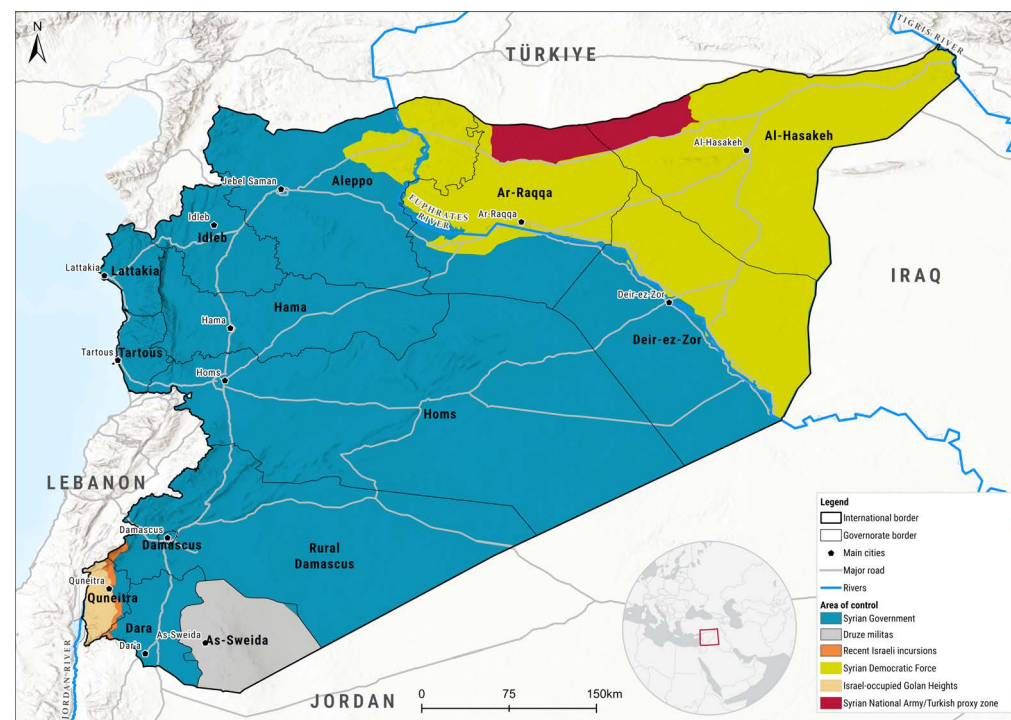 N
TÜRKIYE
TIGRIS RIVER
Al-Hasakeh
Al-Hasakeh
Jebel Saman
Aleppo
Ar-Raqqa
Ar-Raqqa
EUPHRATES
RIVER
Idleb
Idleb
Lattakia
Lattakia
IRAQ
Deir-ez-Zor
Hama
Hama
Deir-ez-Zor
Tartous
Tartous
Homs
Homs
LEBANON
Damascus
Damascus
Rural
Damascus
Quneitra
Quneitra
Dara
As-Sweida
As-Sweida
Dar'a
JORDAN RIVER
JORDAN
0
75
150km
Legend
International border
Governorate border
Main cities
Major road
Rivers
Area of control
Syrian Government
Druze militas
Recent Israeli incursions
Syrian Democratic Force
Israel-occupied Golan Heights
Syrian National Army/Turkish proxy zone